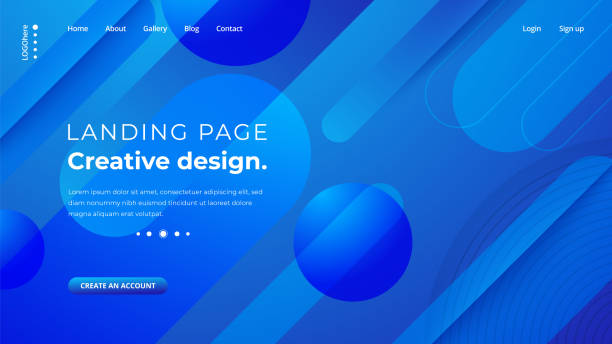 LOGOhere
Home About Gallery Blog Contact Login Sign up
LANDING PAGE
Creative design.
Lorem ipsum dolor sit amet, consectetuer adipiscing elit,
sed diam nonummy nibh euismod tincidunt ut laoreet dolore
magna aliquam erat volutpat.
CREATE AN ACCOUNT